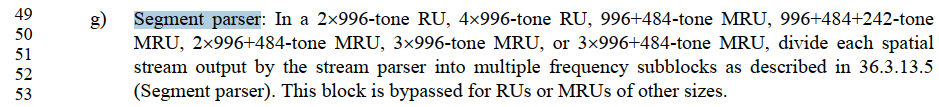 49 g) Segment parser: In a 2×996-tone RU, 4×996-tone RU, 996+484-tone MRU, 996+484+242-tone
50 MRU, 2×996+484-tone MRU, 3×996-tone MRU, or 3×996+484-tone MRU, divide each spatial
51 stream output by the stream parser into multiple frequency subblocks as described in 36.3.13.5
52 (Segment parser). This block is bypassed for RUs or MRUs of other sizes.
53